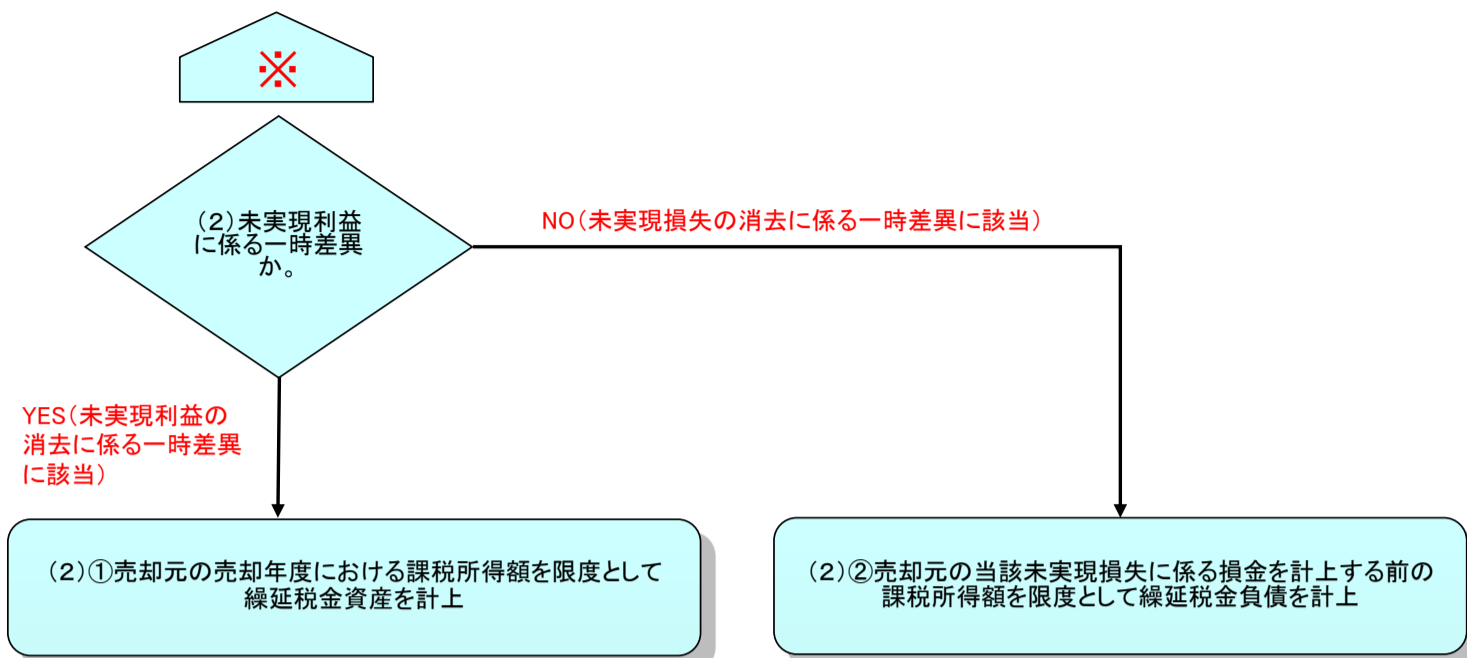 ※
(2)未実現利益
に係る一時差異
か。
NO(未実現損失の消去に係る一時差異に該当)
YES(未実現利益の
消去に係る一時差異
に該当)
(2)①売却元の売却年度における課税所得額を限度として
繰延税金資産を計上
(2)②売却元の当該未実現損失に係る損金を計上する前の
課税所得額を限度として繰延税金負債を計上